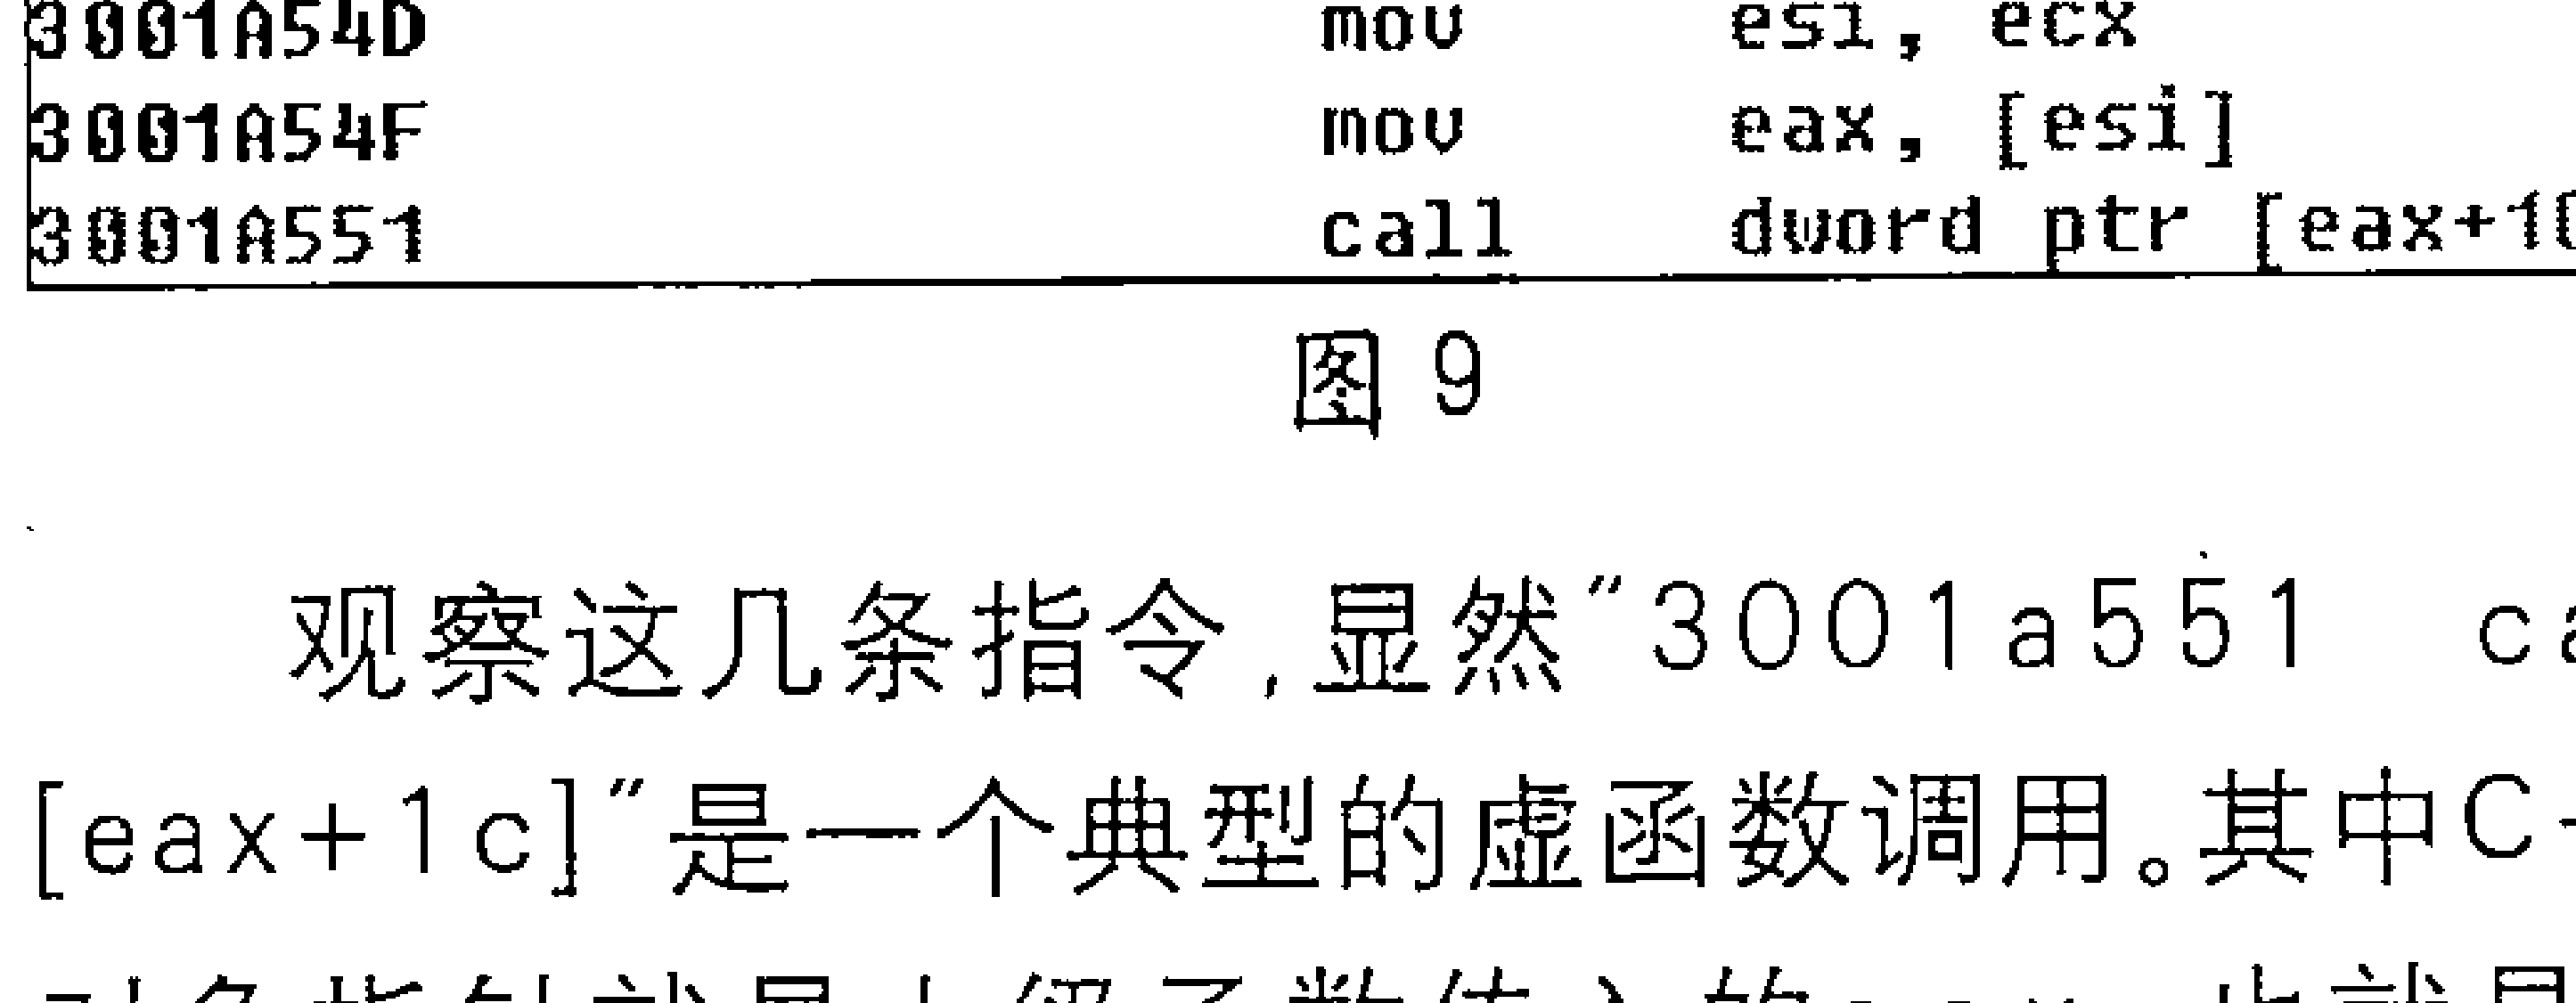 3001A54D mov esi, ecx
3001A54F mov eax, [esi]
3001A551 call dword ptr [eax+10
图 9
观察这几条指令,显然"3001a551 ca
[eax+1c]"是一个典型的虚函数调用。其中C